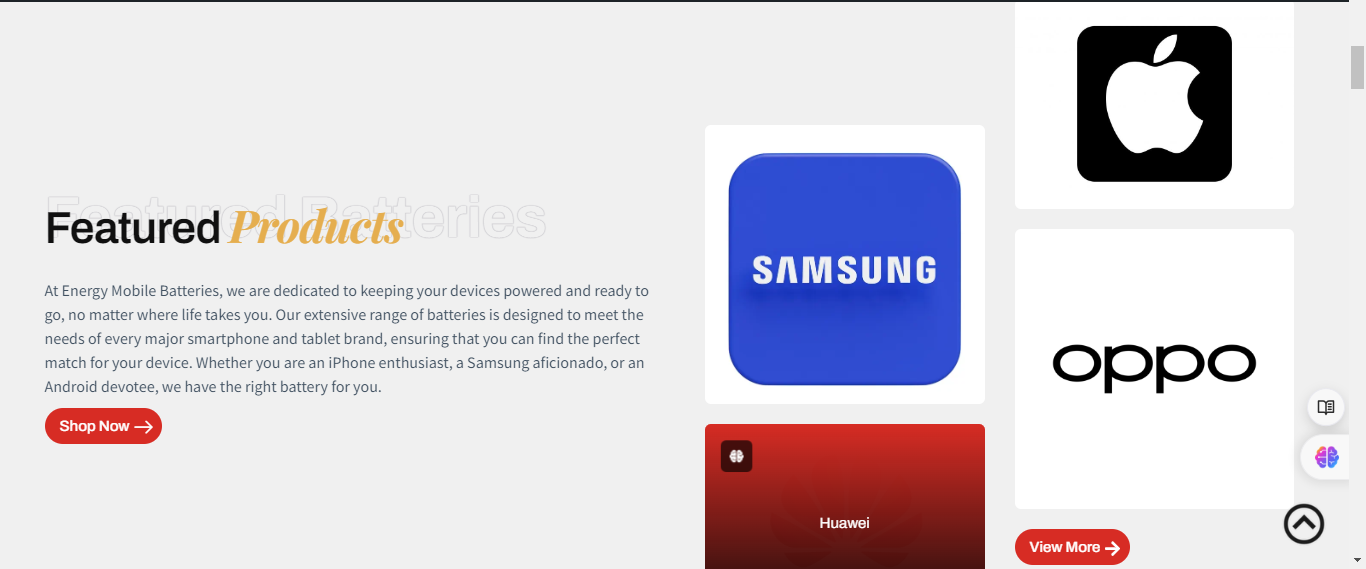 Featured Batteries
Featured Products
At Energy Mobile Batteries, we are dedicated to keeping your devices powered and ready to
go, no matter where life takes you. Our extensive range of batteries is designed to meet the
needs of every major smartphone and tablet brand, ensuring that you can find the perfect
match for your device. Whether you are an iPhone enthusiast, a Samsung aficionado, or an
Android devotee, we have the right battery for you.
Shop Now
SAMSUNG
Huawei
oppo
View More